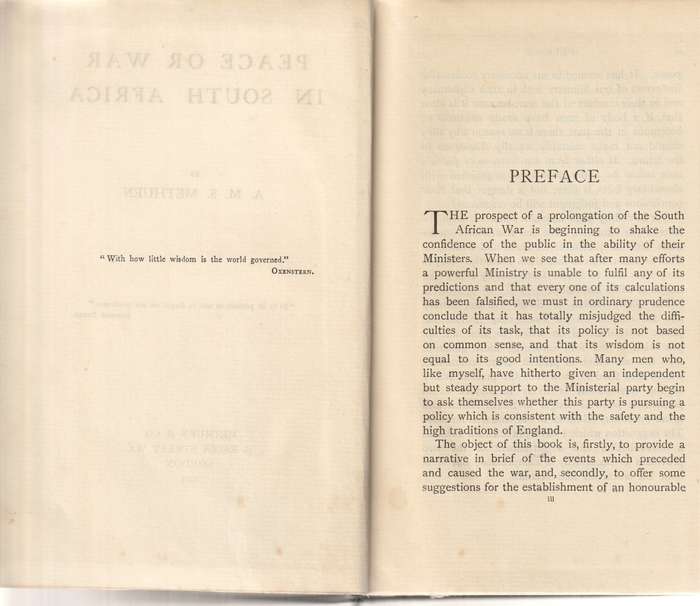 "With how little wisdom is the world governed."
OXENSTERN.
PREFACE
THE prospect of a prolongation of the South
African War is beginning to shake the
confidence of the public in the ability of their
Ministers. When we see that after many efforts
a powerful Ministry is unable to fulfil any of its
predictions and that every one of its calculations
has been falsified, we must in ordinary prudence
conclude that it has totally misjudged the diffi-
culties of its task, that its policy is not based
on common sense, and that its wisdom is not
equal to its good intentions. Many men who,
like myself, have hitherto given an independent
but steady support to the Ministerial party begin
to ask themselves whether this party is pursuing a
policy which is consistent with the safety and the
high traditions of England.
The object of this book is, firstly, to provide a
narrative in brief of the events which preceded
and caused the war, and, secondly, to offer some
suggestions for the establishment of an honourable
iii
PEACE OR WAR
IN SOUTH AFRICA
BY
A. M. S. METHUEN